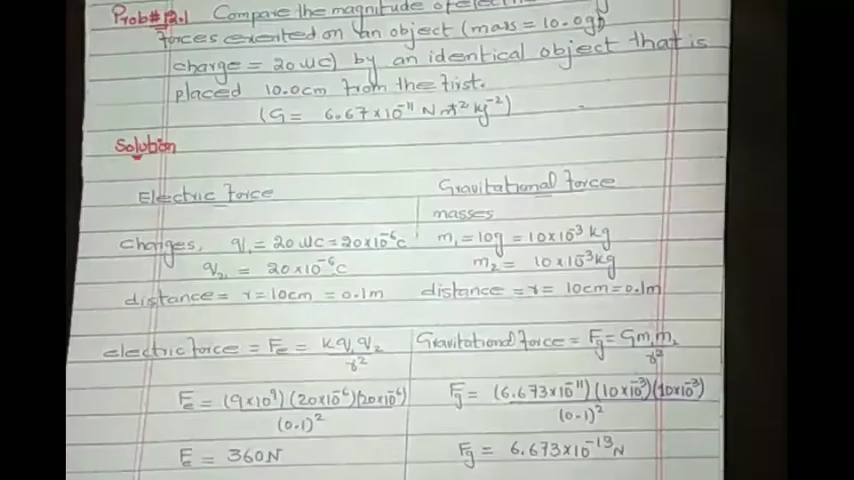 Prob#12.1 Compare the magnitude of
forces exerted on an object (mass = 10.0g)
charge = 20 uc) by an identical object that is
placed 10.0cm from the first.
(G = 6.67×10⁻¹¹ N m² kg⁻²)
Solution
Electric force
Gravitational force
masses
charges, q₁ = 20 uc = 20×10⁻⁶c
m₁ = 10g = 10×10⁻³ kg
q₂ = 20×10⁻⁶c
m₂ = 10×10⁻³kg
distance = r = 10cm = 0.1m
distance = r = 10cm = 0.1m
electric force = Fe = kq₁q₂/r²
Gravitational force = Fg = Gm₁m₂/r²
Fe = (9×10⁹)(20×10⁻⁶)(20×10⁻⁶)/(0.1)²
Fg = (6.673×10⁻¹¹)(10×10⁻³)(10×10⁻³)/(0.1)²
E = 360N
Fg = 6.673×10⁻¹³N